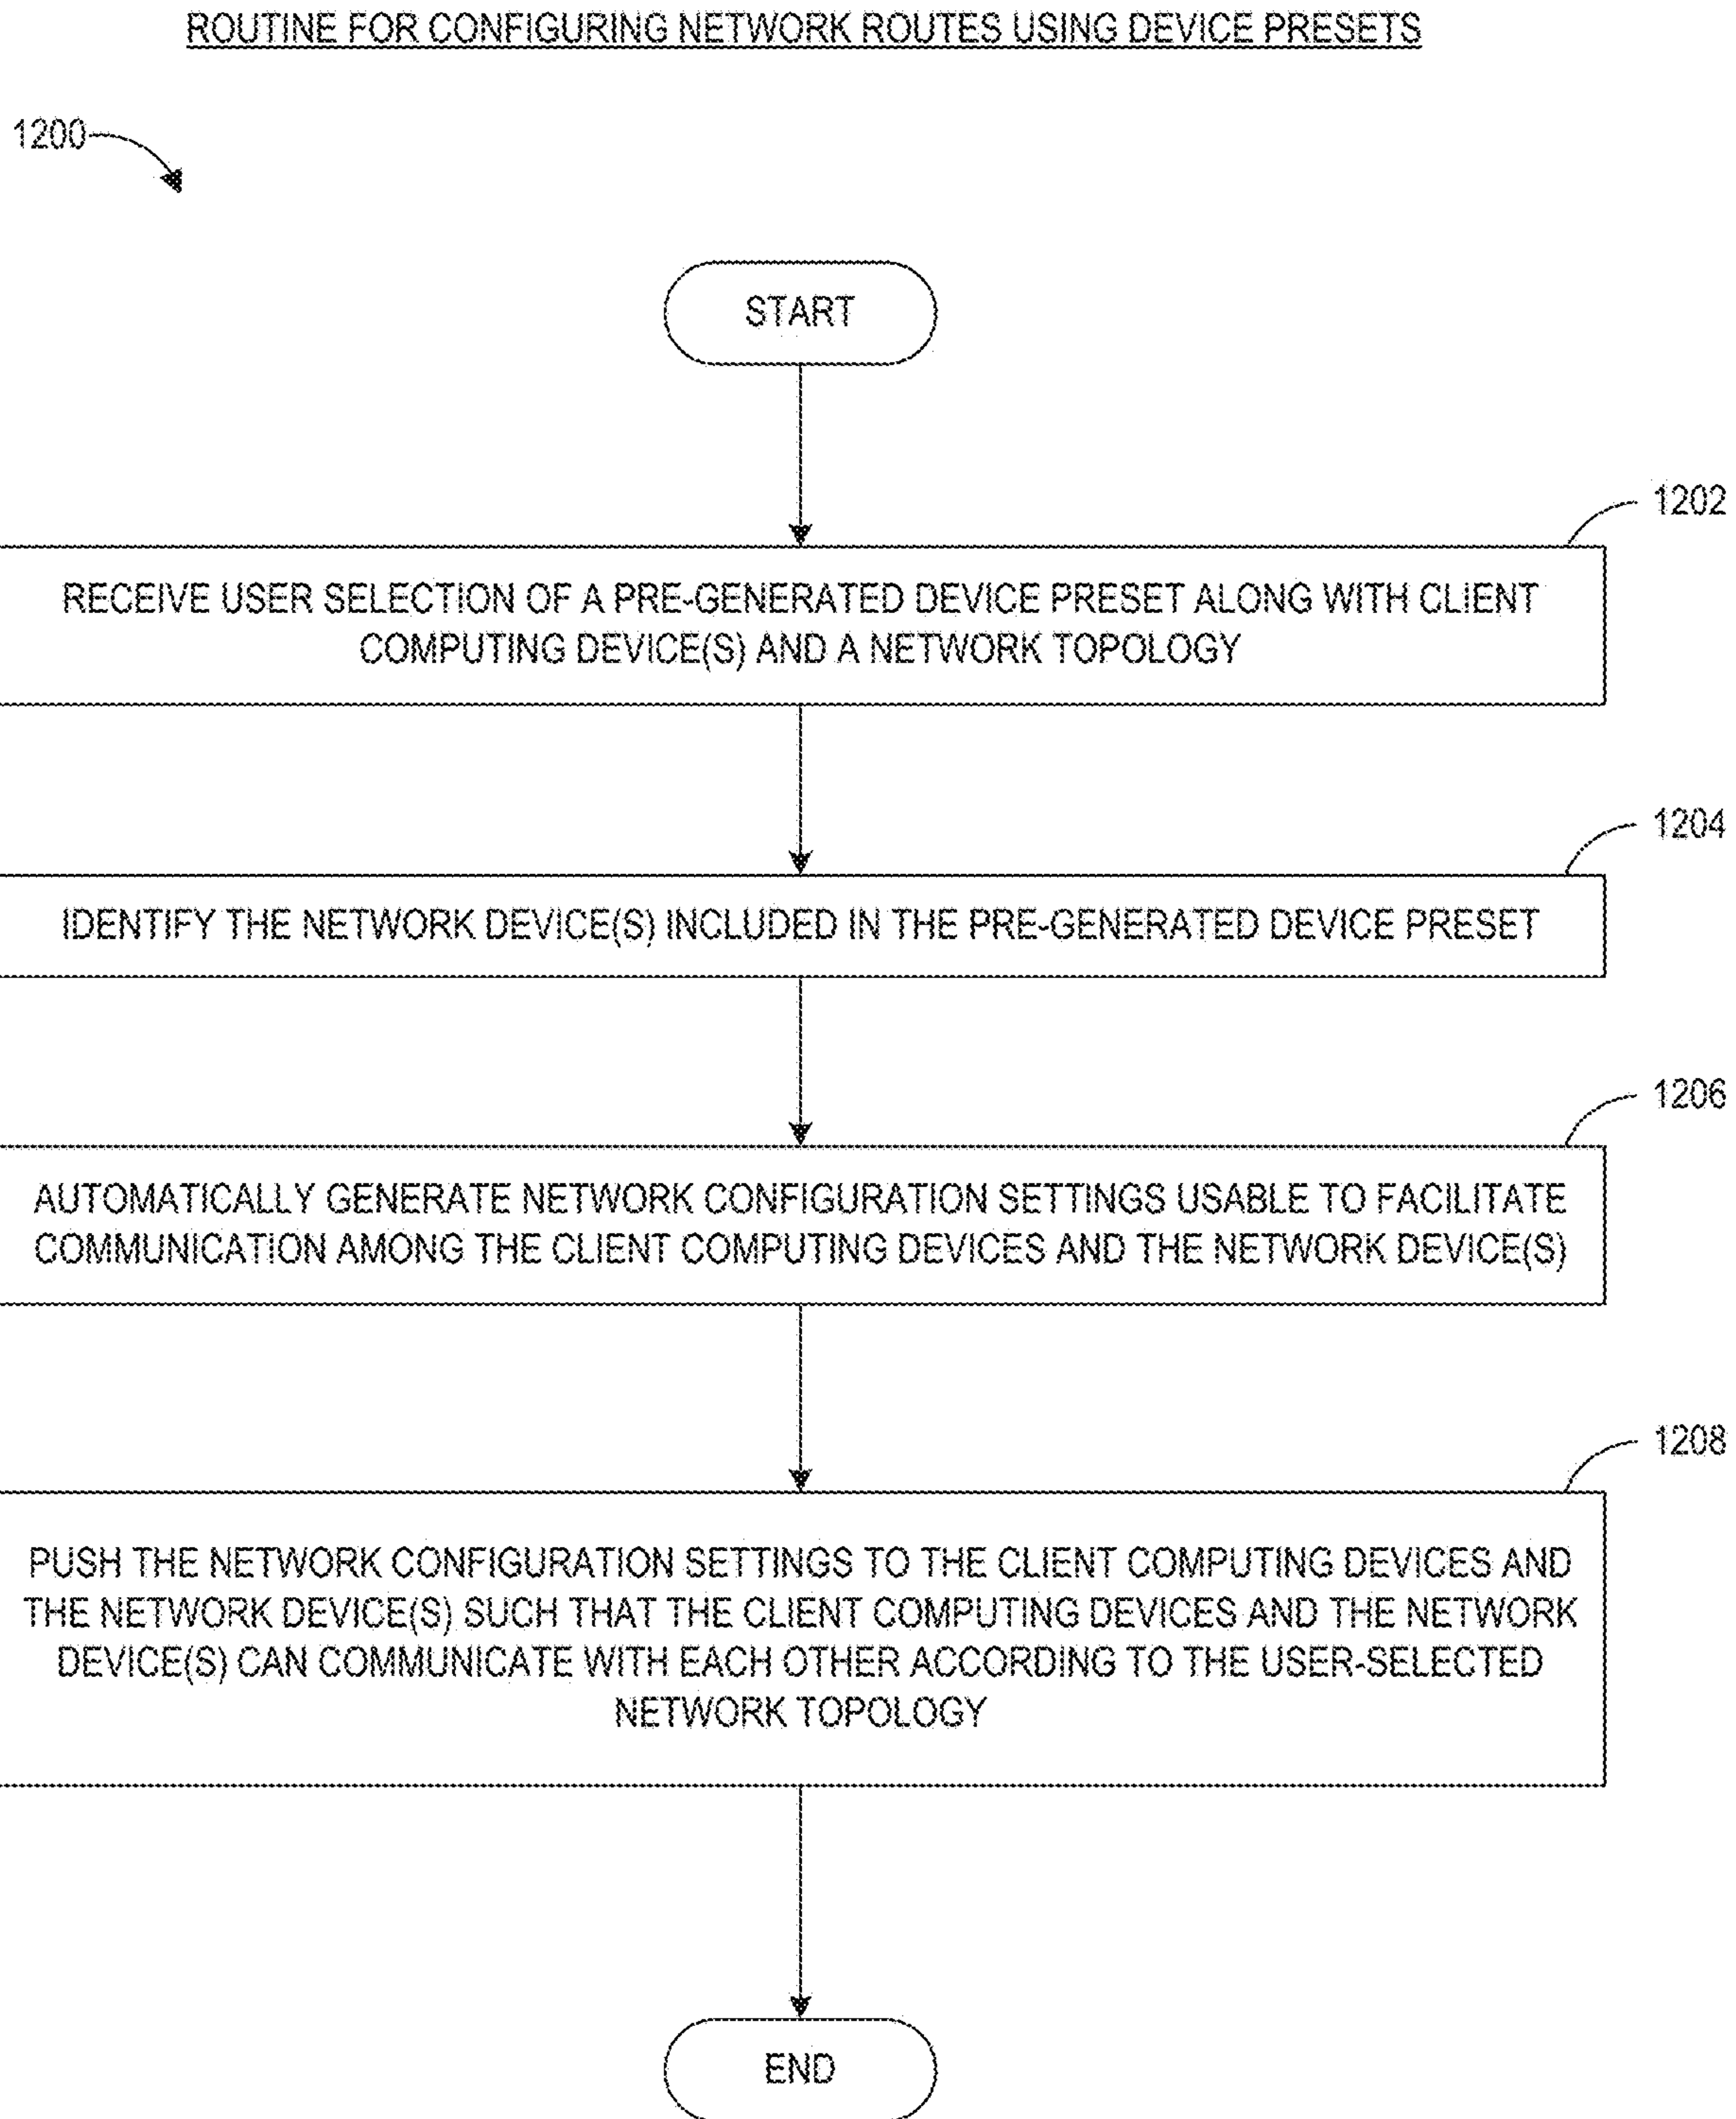 ROUTINE FOR CONFIGURING NETWORK ROUTES USING DEVICE PRESETS
1200
START
1202
RECEIVE USER SELECTION OF A PRE-GENERATED DEVICE PRESET ALONG WITH CLIENT
COMPUTING DEVICE(S) AND A NETWORK TOPOLOGY
1204
IDENTIFY THE NETWORK DEVICE(S) INCLUDED IN THE PRE-GENERATED DEVICE PRESET
1206
AUTOMATICALLY GENERATE NETWORK CONFIGURATION SETTINGS USABLE TO FACILITATE
COMMUNICATION AMONG THE CLIENT COMPUTING DEVICES AND THE NETWORK DEVICE(S)
1208
PUSH THE NETWORK CONFIGURATION SETTINGS TO THE CLIENT COMPUTING DEVICES AND
THE NETWORK DEVICE(S) SUCH THAT THE CLIENT COMPUTING DEVICES AND THE NETWORK
DEVICE(S) CAN COMMUNICATE WITH EACH OTHER ACCORDING TO THE USER-SELECTED
NETWORK TOPOLOGY
END